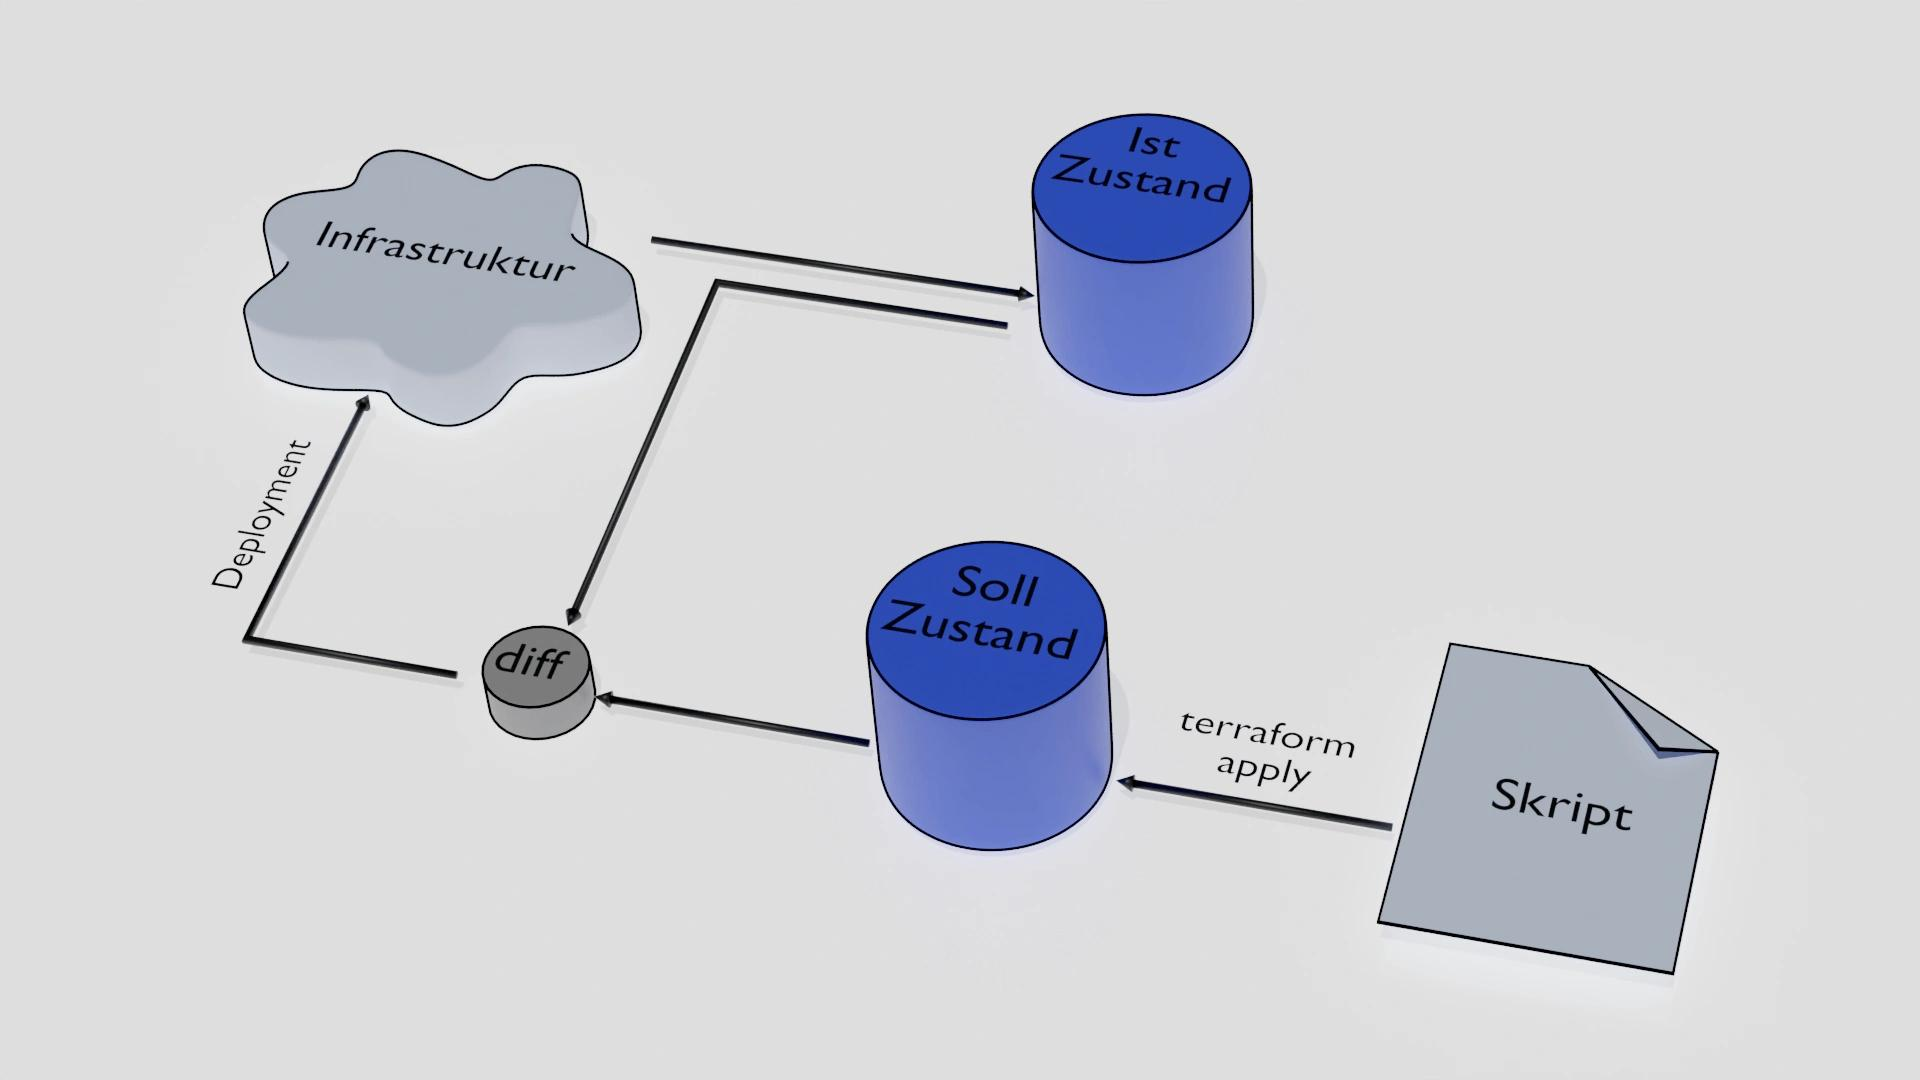 Ist
Zustand
Infrastruktur
Deployment
Soll
Zustand
diff
terraform
apply
Skript